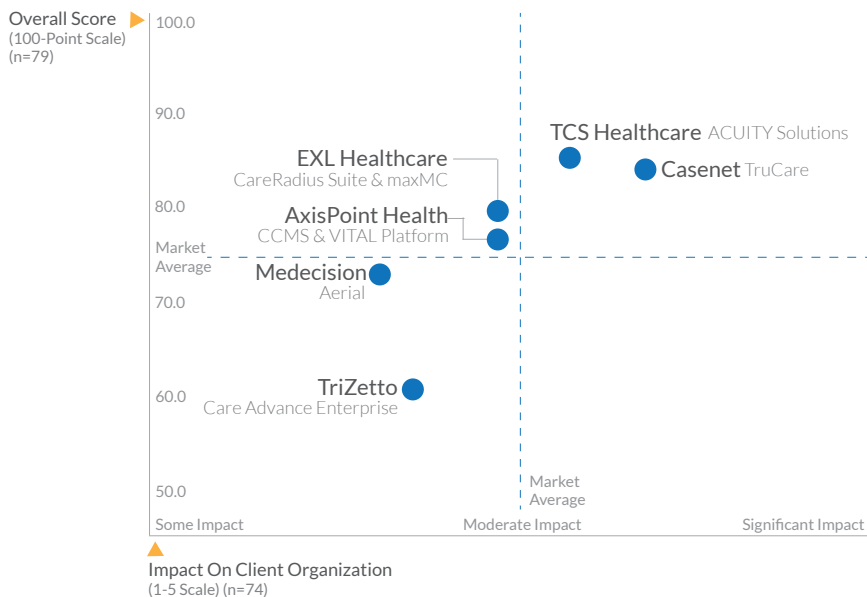 Overall Score
(100-Point Scale)
(n=79)
100.0
90.0
TCS Healthcare ACUITY Solutions
EXL Healthcare
CareRadius Suite & maxMC
Casenet TruCare
80.0
AxisPoint Health
CCMS & VITAL Platform
Market
Average
Medecision
Aerial
70.0
TriZetto
Care Advance Enterprise
60.0
50.0
Market
Average
Some Impact
Moderate Impact
Significant Impact
Impact On Client Organization
(1-5 Scale) (n=74)